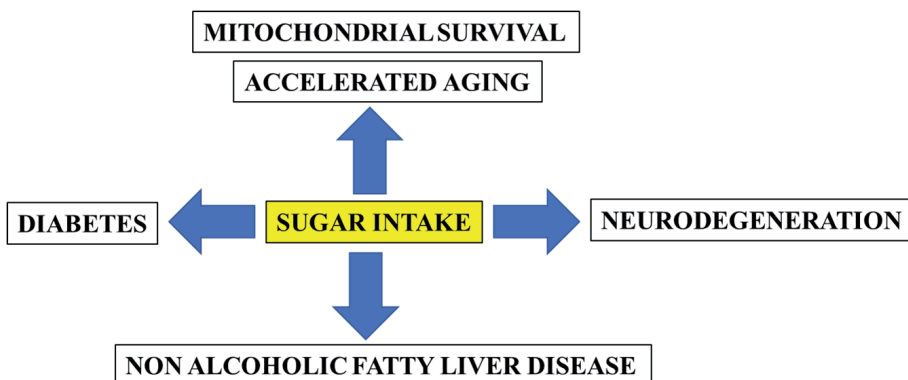 MITOCHONDRIAL SURVIVAL
ACCELERATED AGING
DIABETES
SUGAR INTAKE
NEURODEGENERATION
NON ALCOHOLIC FATTY LIVER DISEASE